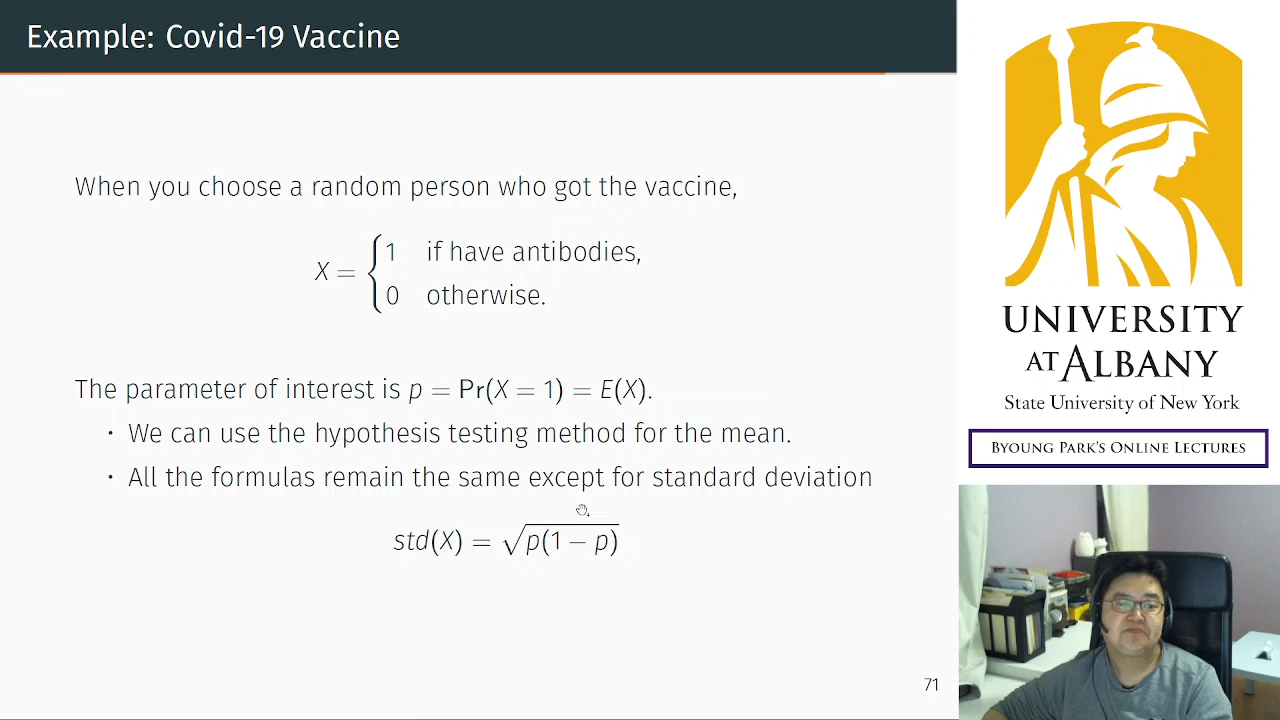 Example: Covid-19 Vaccine
When you choose a random person who got the vaccine,
X = { 1 if have antibodies,
0 otherwise.
The parameter of interest is p = Pr(X = 1) = E(X).
· We can use the hypothesis testing method for the mean.
· All the formulas remain the same except for standard deviation
std(X) = √p(1 − p)
71
UNIVERSITY
AT ALBANY
State University of New York
BYOUNG PARK'S ONLINE LECTURES